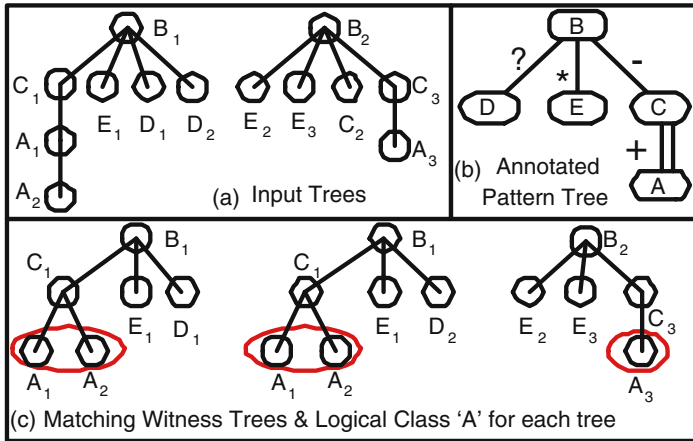 B1
B2
C1
E1
D1
D2
E2
E3
C2
C3
A1
A3
A2
(a) Input Trees
B
?
*
-
D
E
C
+
A
(b) Annotated
Pattern Tree
B1
B1
B2
C1
C1
E1
D1
E1
D2
E2
E3
C3
A1
A2
A1
A2
A3
(c) Matching Witness Trees & Logical Class 'A' for each tree